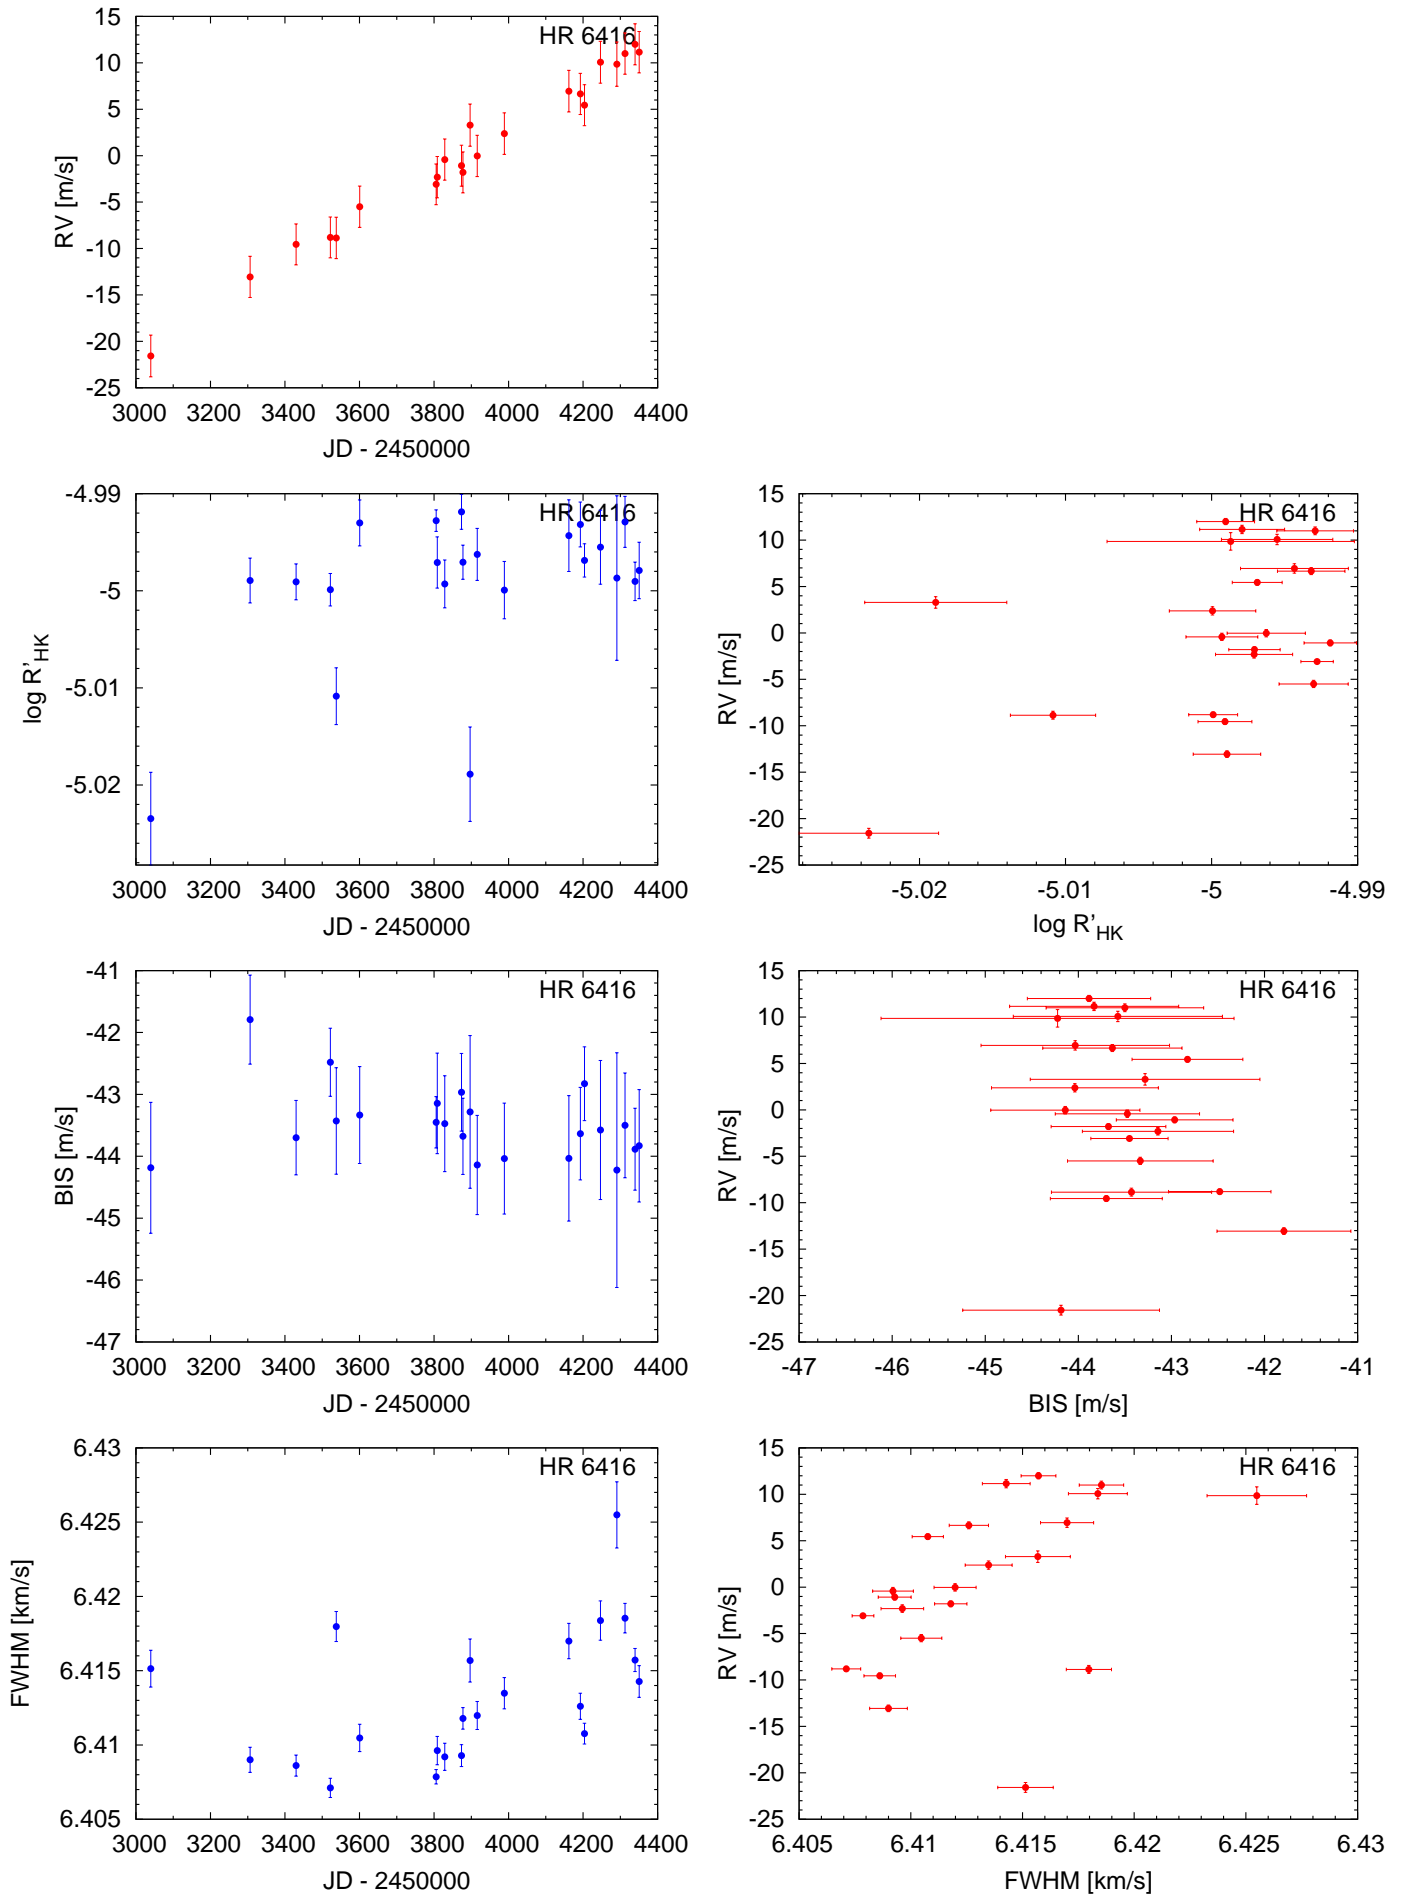 HR 6416
15
10
5
0
-5
-10
-15
-20
-25
RV [m/s]
3000 3200 3400 3600 3800 4000 4200 4400
JD - 2450000
HR 6416
-4.99
-5
-5.01
-5.02
log R'HK
3000 3200 3400 3600 3800 4000 4200 4400
JD - 2450000
HR 6416
15
10
5
0
-5
-10
-15
-20
-25
RV [m/s]
-5.02 -5.01 -5 -4.99
log R'HK
HR 6416
-41
-42
-43
-44
-45
-46
-47
BIS [m/s]
3000 3200 3400 3600 3800 4000 4200 4400
JD - 2450000
HR 6416
15
10
5
0
-5
-10
-15
-20
-25
RV [m/s]
-47 -46 -45 -44 -43 -42 -41
BIS [m/s]
HR 6416
6.43
6.425
6.42
6.415
6.41
6.405
FWHM [km/s]
3000 3200 3400 3600 3800 4000 4200 4400
JD - 2450000
HR 6416
15
10
5
0
-5
-10
-15
-20
-25
RV [m/s]
6.405 6.41 6.415 6.42 6.425 6.43
FWHM [km/s]